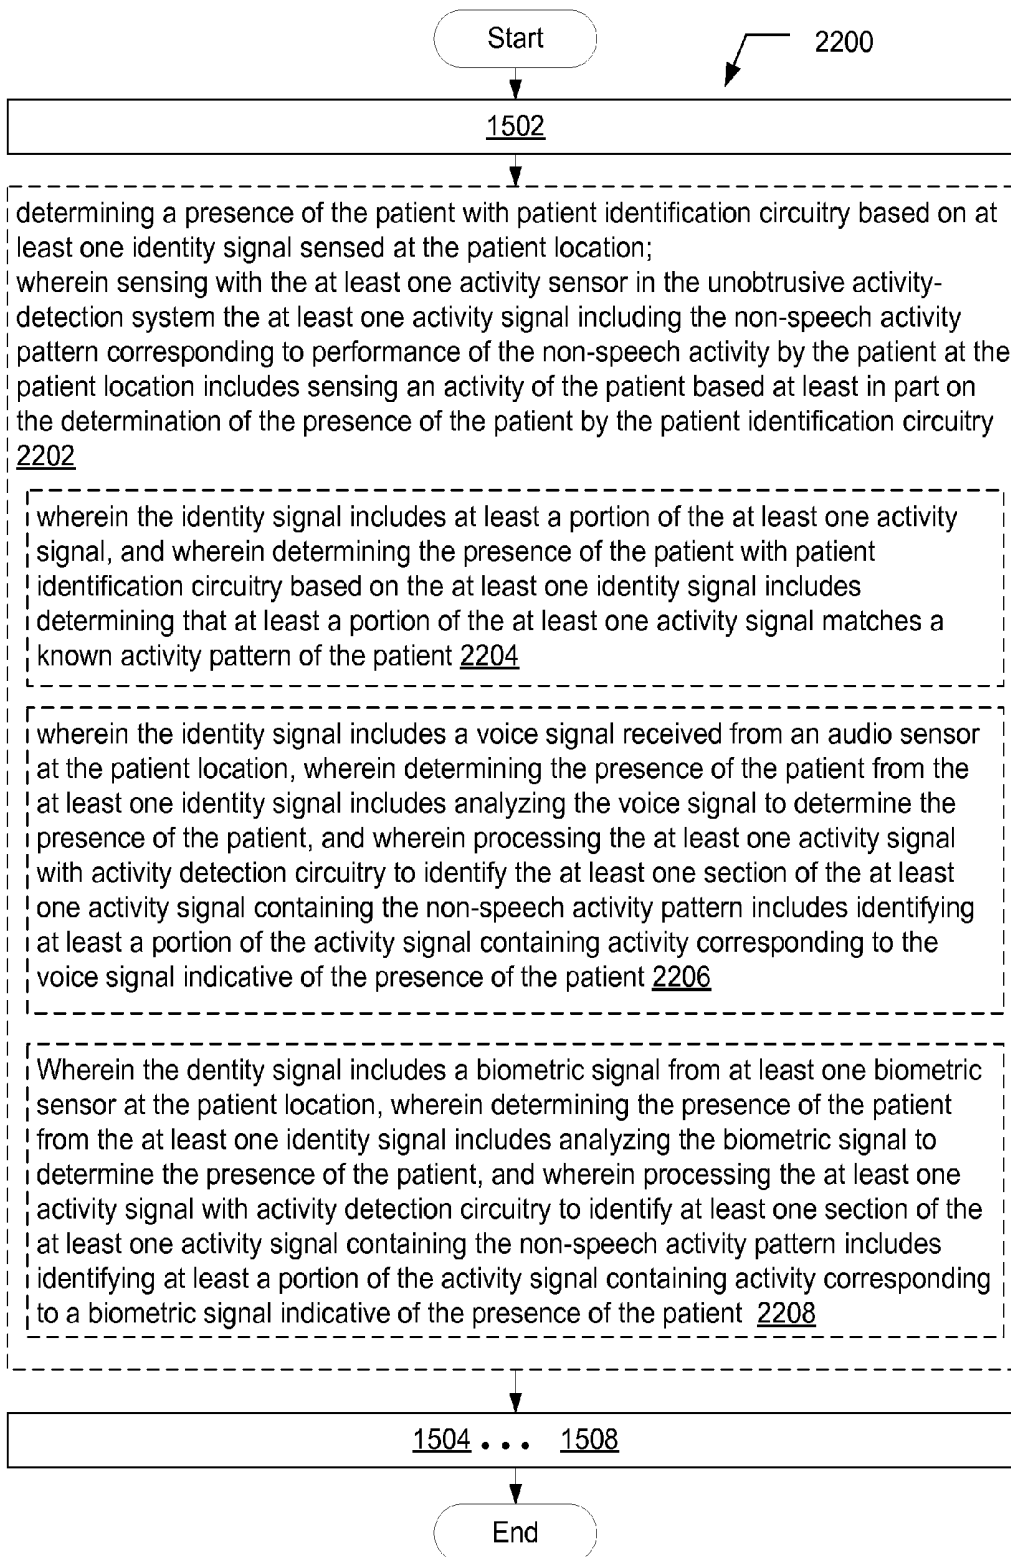 Start
2200
1502
determining a presence of the patient with patient identification circuitry based on at
least one identity signal sensed at the patient location;
wherein sensing with the at least one activity sensor in the unobtrusive activity-
detection system the at least one activity signal including the non-speech activity
pattern corresponding to performance of the non-speech activity by the patient at the
patient location includes sensing an activity of the patient based at least in part on
the determination of the presence of the patient by the patient identification circuitry
2202
wherein the identity signal includes at least a portion of the at least one activity
signal, and wherein determining the presence of the patient with patient
identification circuitry based on the at least one identity signal includes
determining that at least a portion of the at least one activity signal matches a
known activity pattern of the patient 2204
wherein the identity signal includes a voice signal received from an audio sensor
at the patient location, wherein determining the presence of the patient from the
at least one identity signal includes analyzing the voice signal to determine the
presence of the patient, and wherein processing the at least one activity signal
with activity detection circuitry to identify the at least one section of the at least
one activity signal containing the non-speech activity pattern includes identifying
at least a portion of the activity signal containing activity corresponding to the
voice signal indicative of the presence of the patient 2206
Wherein the dentity signal includes a biometric signal from at least one biometric
sensor at the patient location, wherein determining the presence of the patient
from the at least one identity signal includes analyzing the biometric signal to
determine the presence of the patient, and wherein processing the at least one
activity signal with activity detection circuitry to identify at least one section of the
at least one activity signal containing the non-speech activity pattern includes
identifying at least a portion of the activity signal containing activity corresponding
to a biometric signal indicative of the presence of the patient 2208
1504 • • • 1508
End